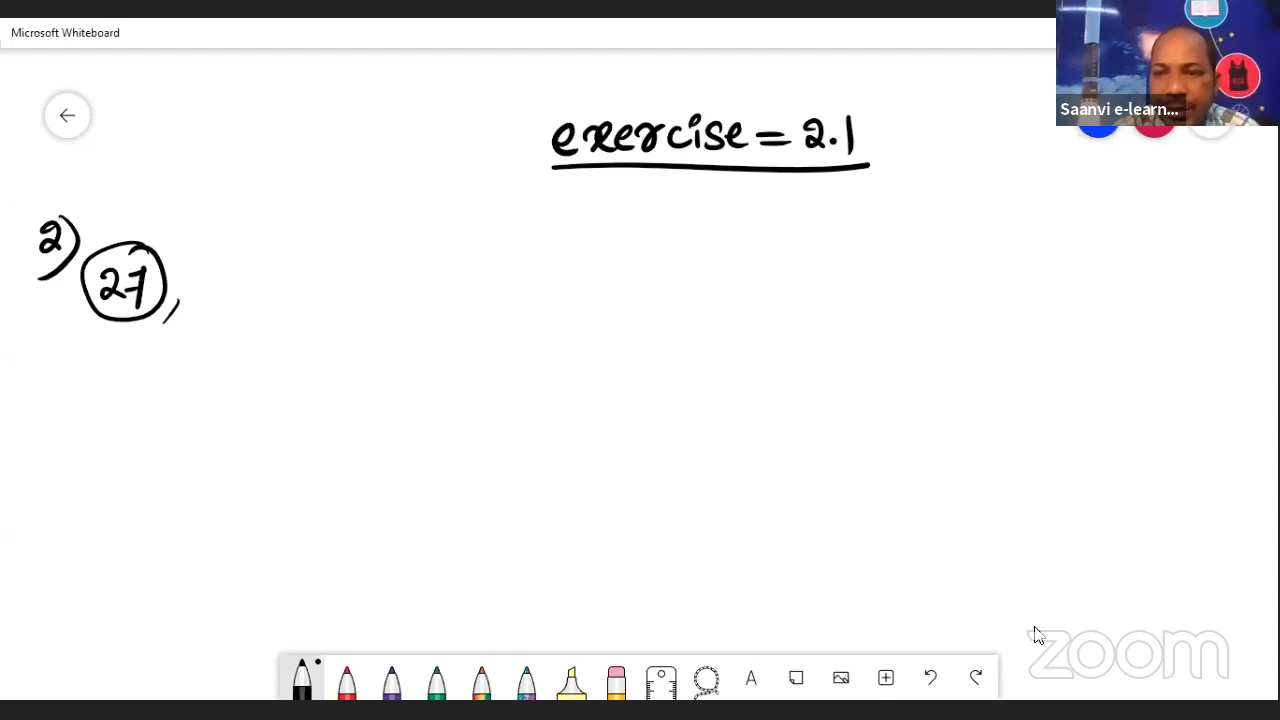 Microsoft Whiteboard
Saanvi e-learn...
exercise = 2.1
2)
27,
A
zoom